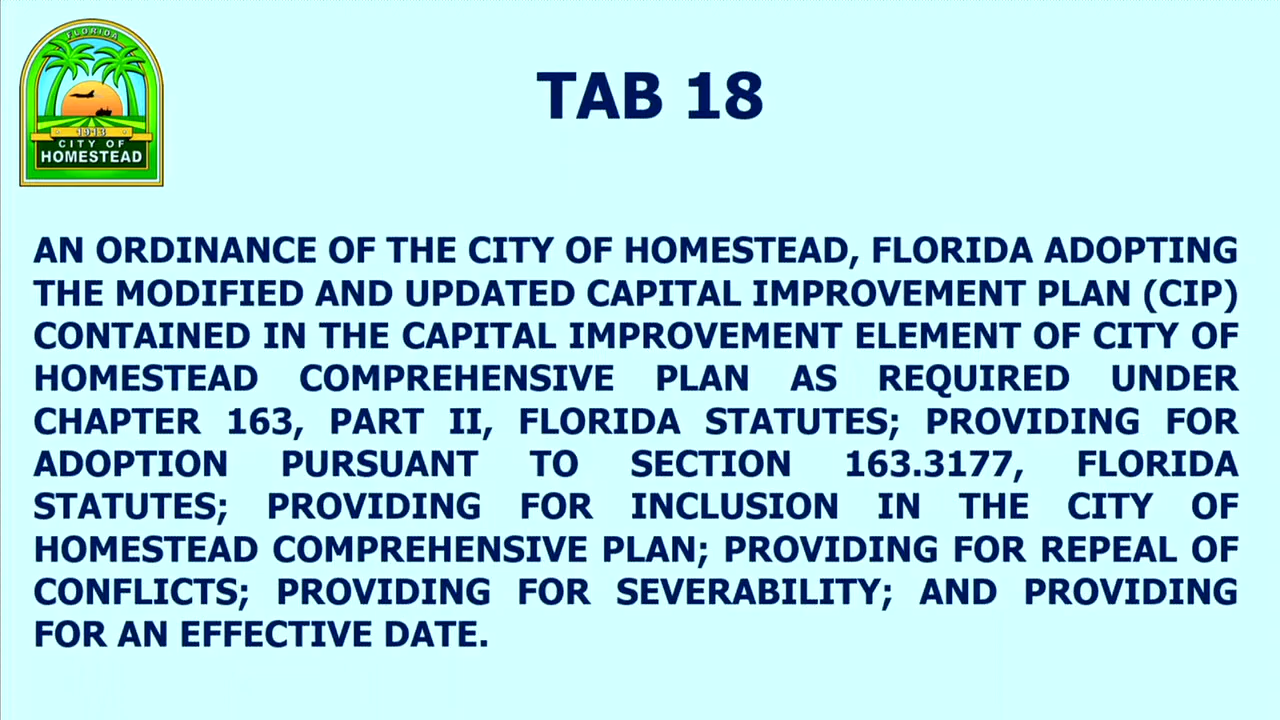 FLORIDA
1913
CITY OF
HOMESTEAD
TAB 18
AN ORDINANCE OF THE CITY OF HOMESTEAD, FLORIDA ADOPTING
THE MODIFIED AND UPDATED CAPITAL IMPROVEMENT PLAN (CIP)
CONTAINED IN THE CAPITAL IMPROVEMENT ELEMENT OF CITY OF
HOMESTEAD COMPREHENSIVE PLAN AS REQUIRED UNDER
CHAPTER 163, PART II, FLORIDA STATUTES; PROVIDING FOR
ADOPTION PURSUANT TO SECTION 163.3177, FLORIDA
STATUTES; PROVIDING FOR INCLUSION IN THE CITY OF
HOMESTEAD COMPREHENSIVE PLAN; PROVIDING FOR REPEAL OF
CONFLICTS; PROVIDING FOR SEVERABILITY; AND PROVIDING
FOR AN EFFECTIVE DATE.